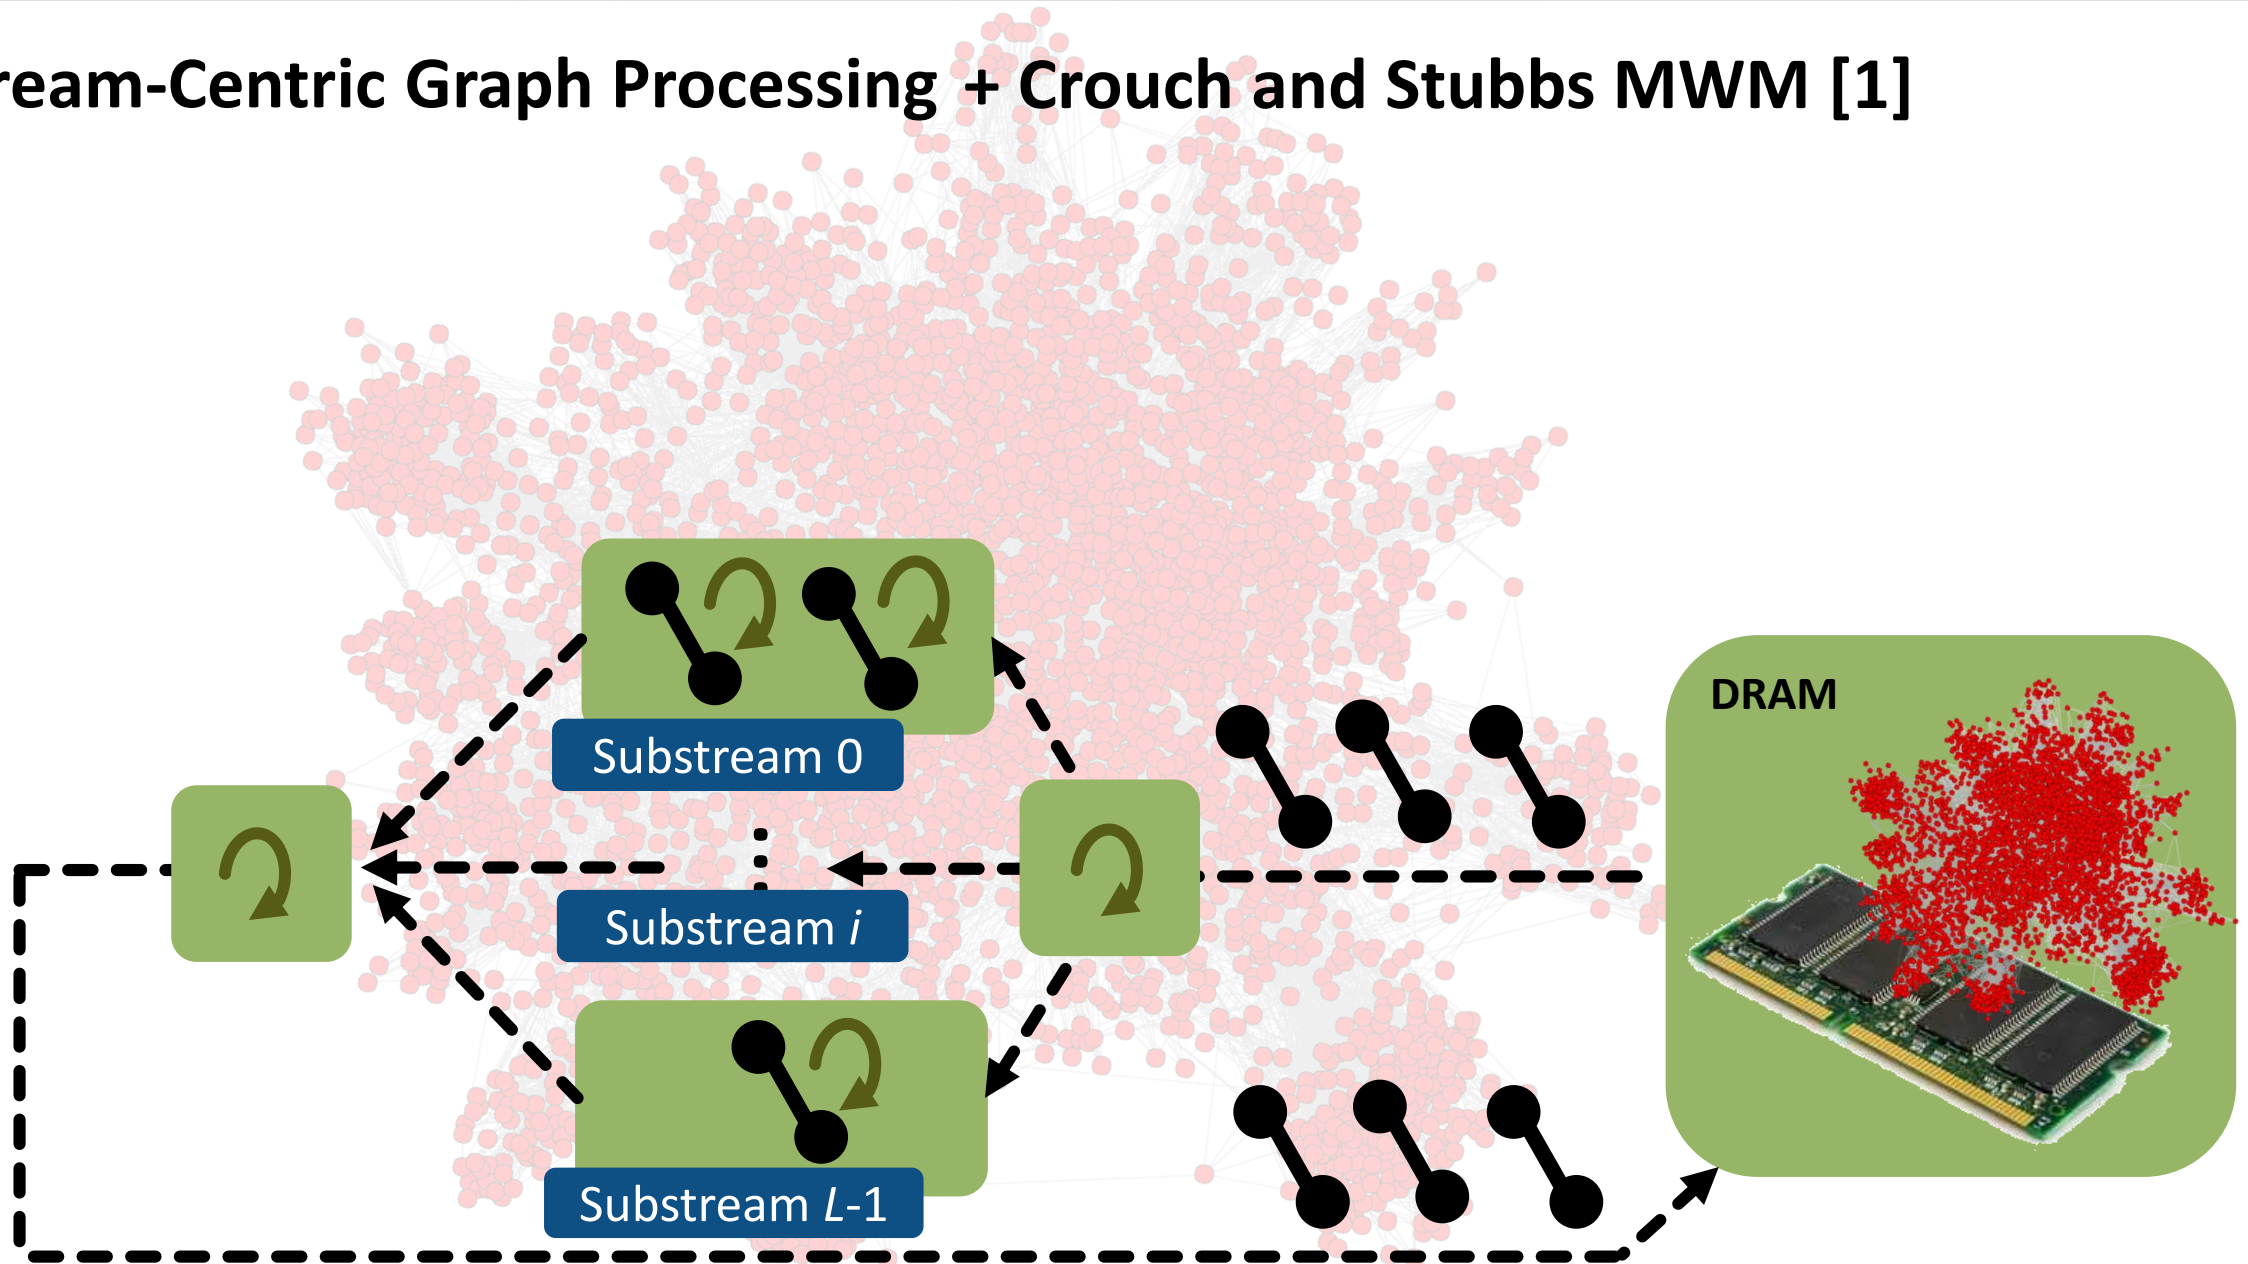 ream-Centric Graph Processing + Crouch and Stubbs MWM [1]
DRAM
Substream 0
Substream i
Substream L-1